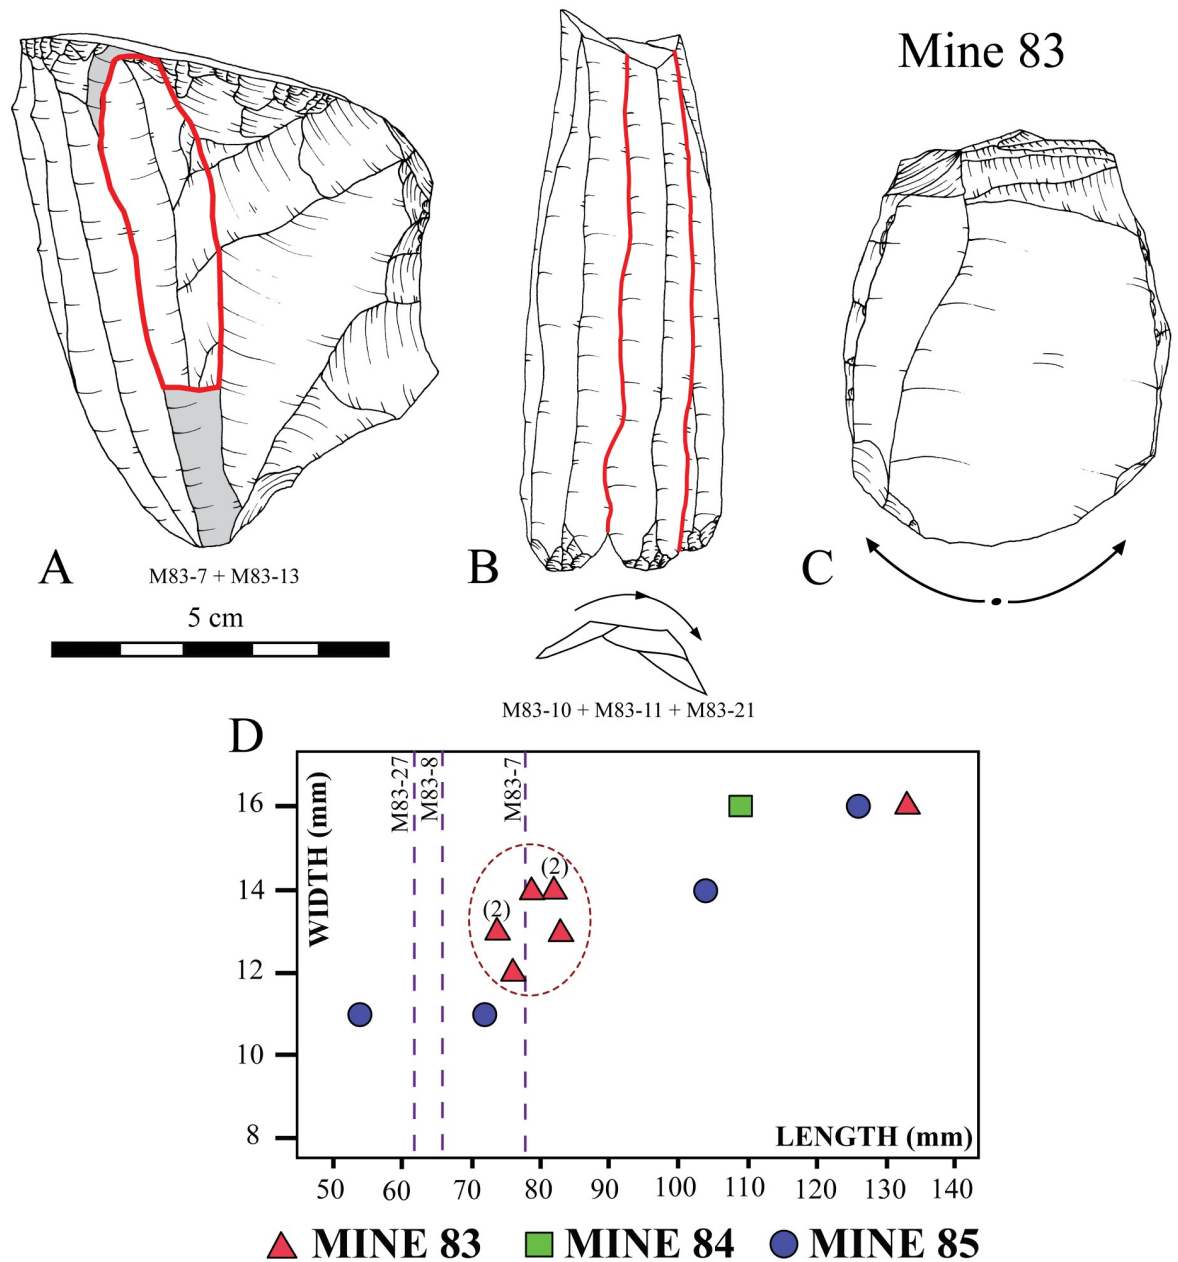 Mine 83
A
M83-7 + M83-13
5 cm
B
M83-10 + M83-11 + M83-21
C
D
WIDTH (mm)
M83-27
M83-8
M83-7
(2)
(2)
16
14
12
10
8
LENGTH (mm)
50 60 70 80 90 100 110 120 130 140
MINE 83 MINE 84 MINE 85